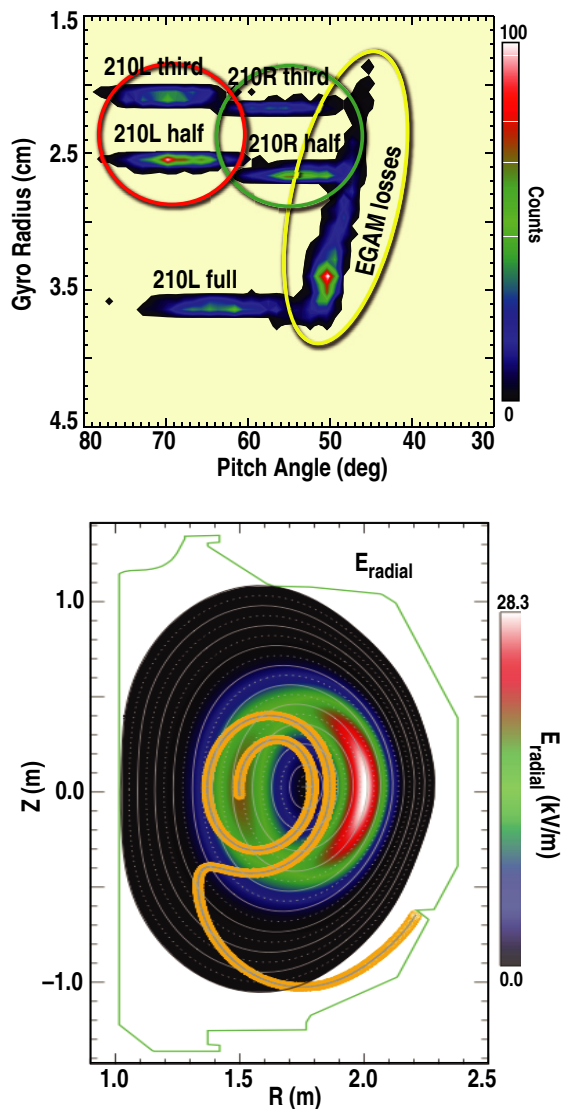 1.5
100
210L third
210R third
210L half
210R half
2.5
Gyro Radius (cm)
Counts
EGAM losses
210L full
3.5
4.5
0
80
70
60
50
40
30
Pitch Angle (deg)
E radial
28.3
1.0
Z (m)
0.0
E radial (kV/m)
−1.0
0.0
1.0
1.5
2.0
2.5
R (m)